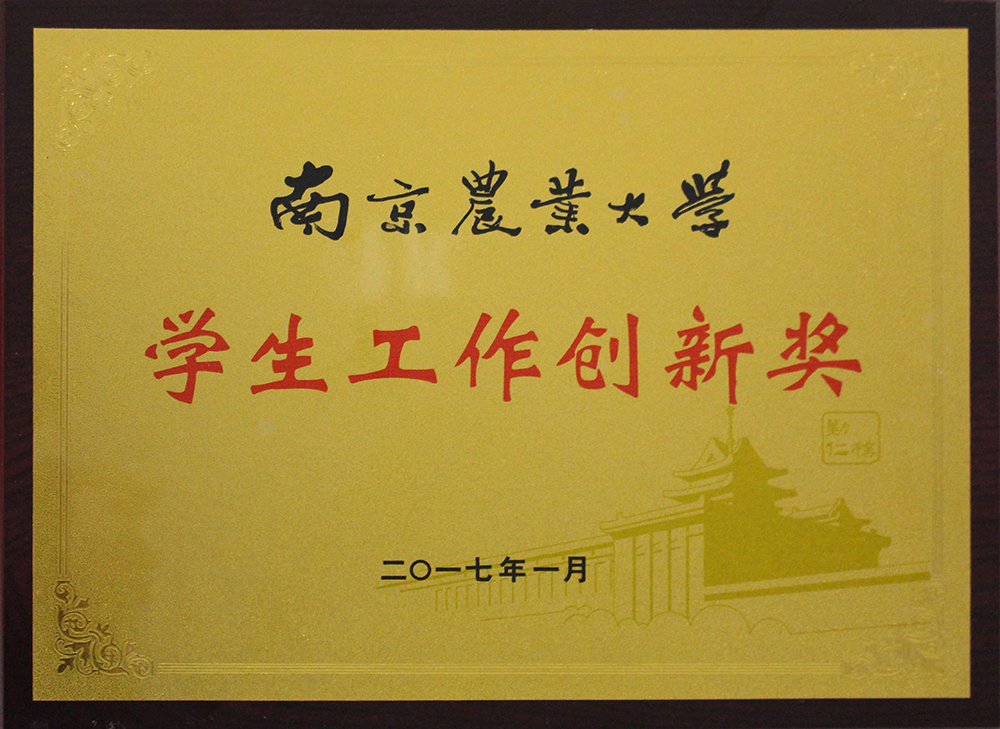 南京農業大学
学生工作创新奖
二〇一七年一月